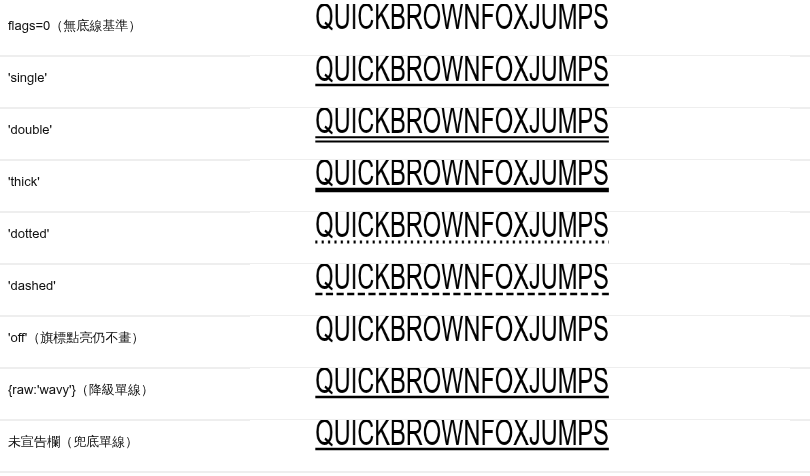 flags=0（無底線基準） QUICKBROWNFOXJUMPS
'single' QUICKBROWNFOXJUMPS
'double' QUICKBROWNFOXJUMPS
'thick' QUICKBROWNFOXJUMPS
'dotted' QUICKBROWNFOXJUMPS
'dashed' QUICKBROWNFOXJUMPS
'off'（旗標點亮仍不畫） QUICKBROWNFOXJUMPS
{raw:'wavy'}（降級單線） QUICKBROWNFOXJUMPS
未宣告欄（兜底單線） QUICKBROWNFOXJUMPS